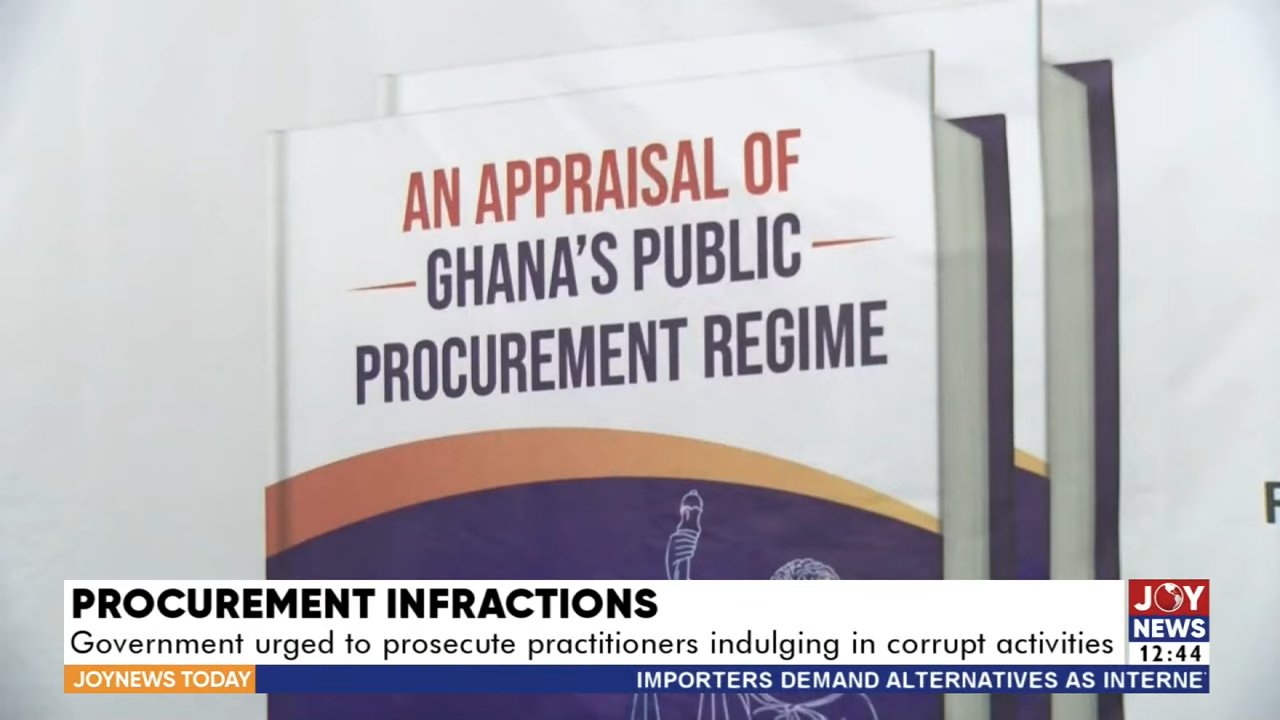 AN APPRAISAL OF
GHANA'S PUBLIC
PROCUREMENT REGIME
PROCUREMENT INFRACTIONS
Government urged to prosecute practitioners indulging in corrupt activities
JOY
NEWS
12:44
JOYNEWS TODAY
IMPORTERS DEMAND ALTERNATIVES AS